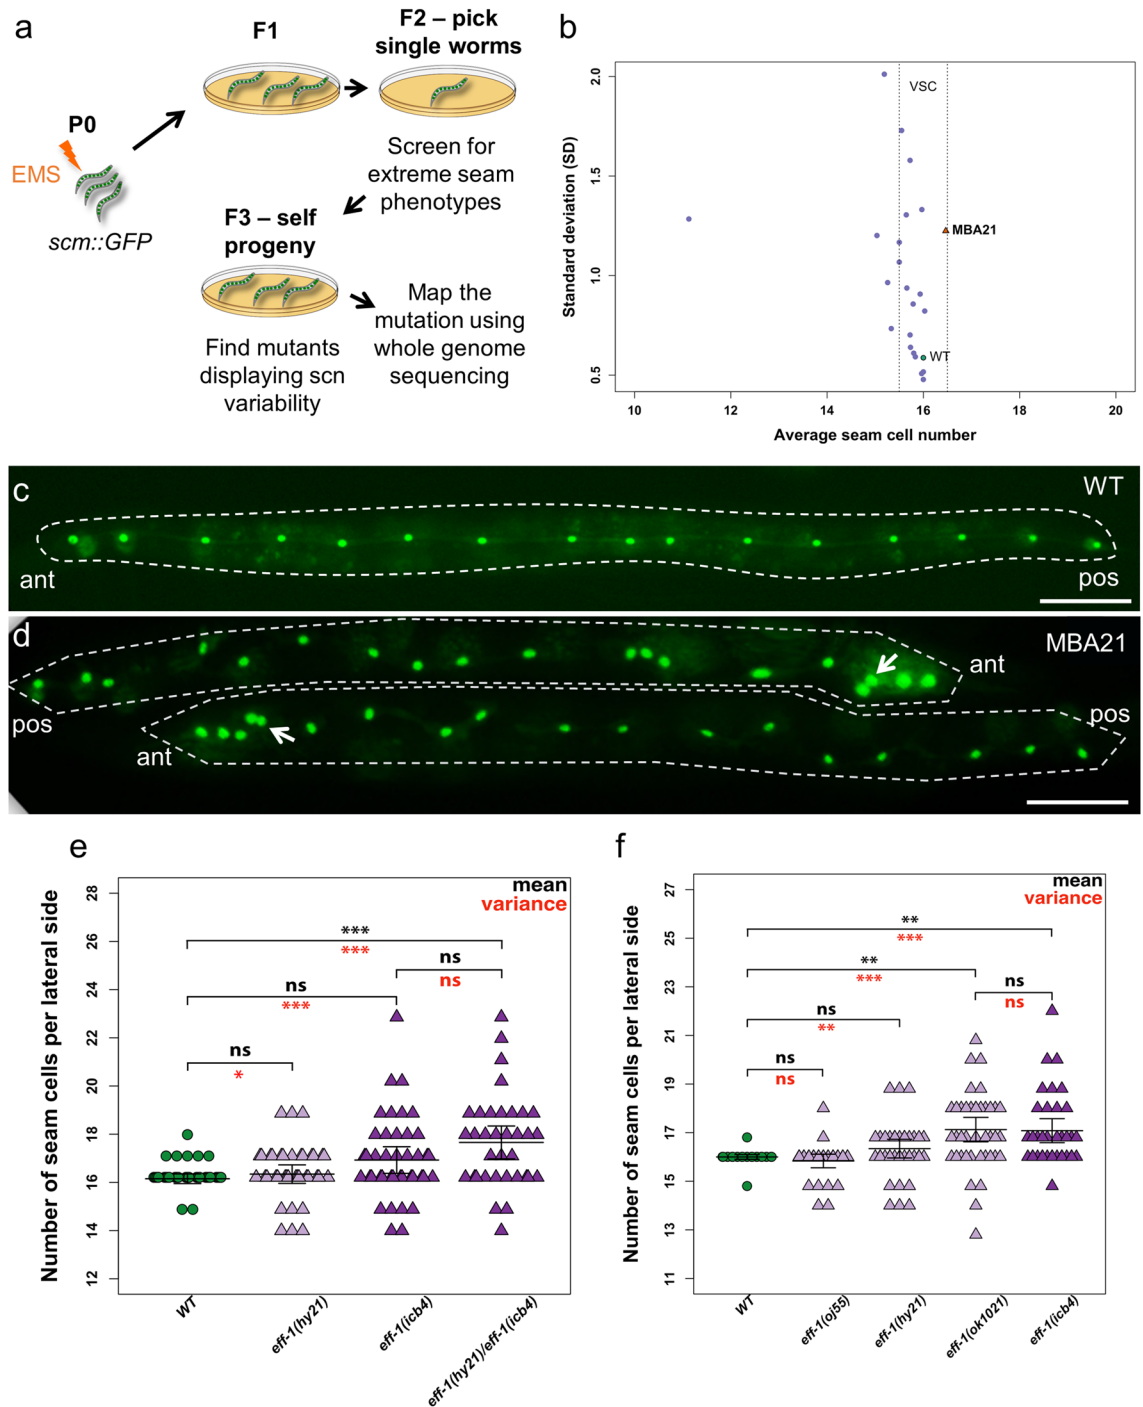 a
P0
EMS
scm::GFP
F1
F2 – pick
single worms
Screen for
extreme seam
phenotypes
F3 – self
progeny
Find mutants
displaying scn
variability
Map the
mutation using
whole genome
sequencing
b
Standard deviation (SD)
2.0
1.5
1.0
0.5
VSC
MBA21
WT
10 12 14 16 18 20
Average seam cell number
c
WT
ant
pos
d
MBA21
ant
pos
pos
ant
e
Number of seam cells per lateral side
28
26
24
22
20
18
16
14
12
mean
variance
***
***
ns
ns
ns
***
ns
*
WT
eff-1(hy21)
eff-1(icb4)
eff-1(hy21)/eff-1(icb4)
f
Number of seam cells per lateral side
27
25
23
21
19
17
15
13
11
mean
variance
**
***
**
***
ns
ns
ns
**
ns
ns
WT
eff-1(oj55)
eff-1(hy21)
eff-1(ok1021)
eff-1(icb4)